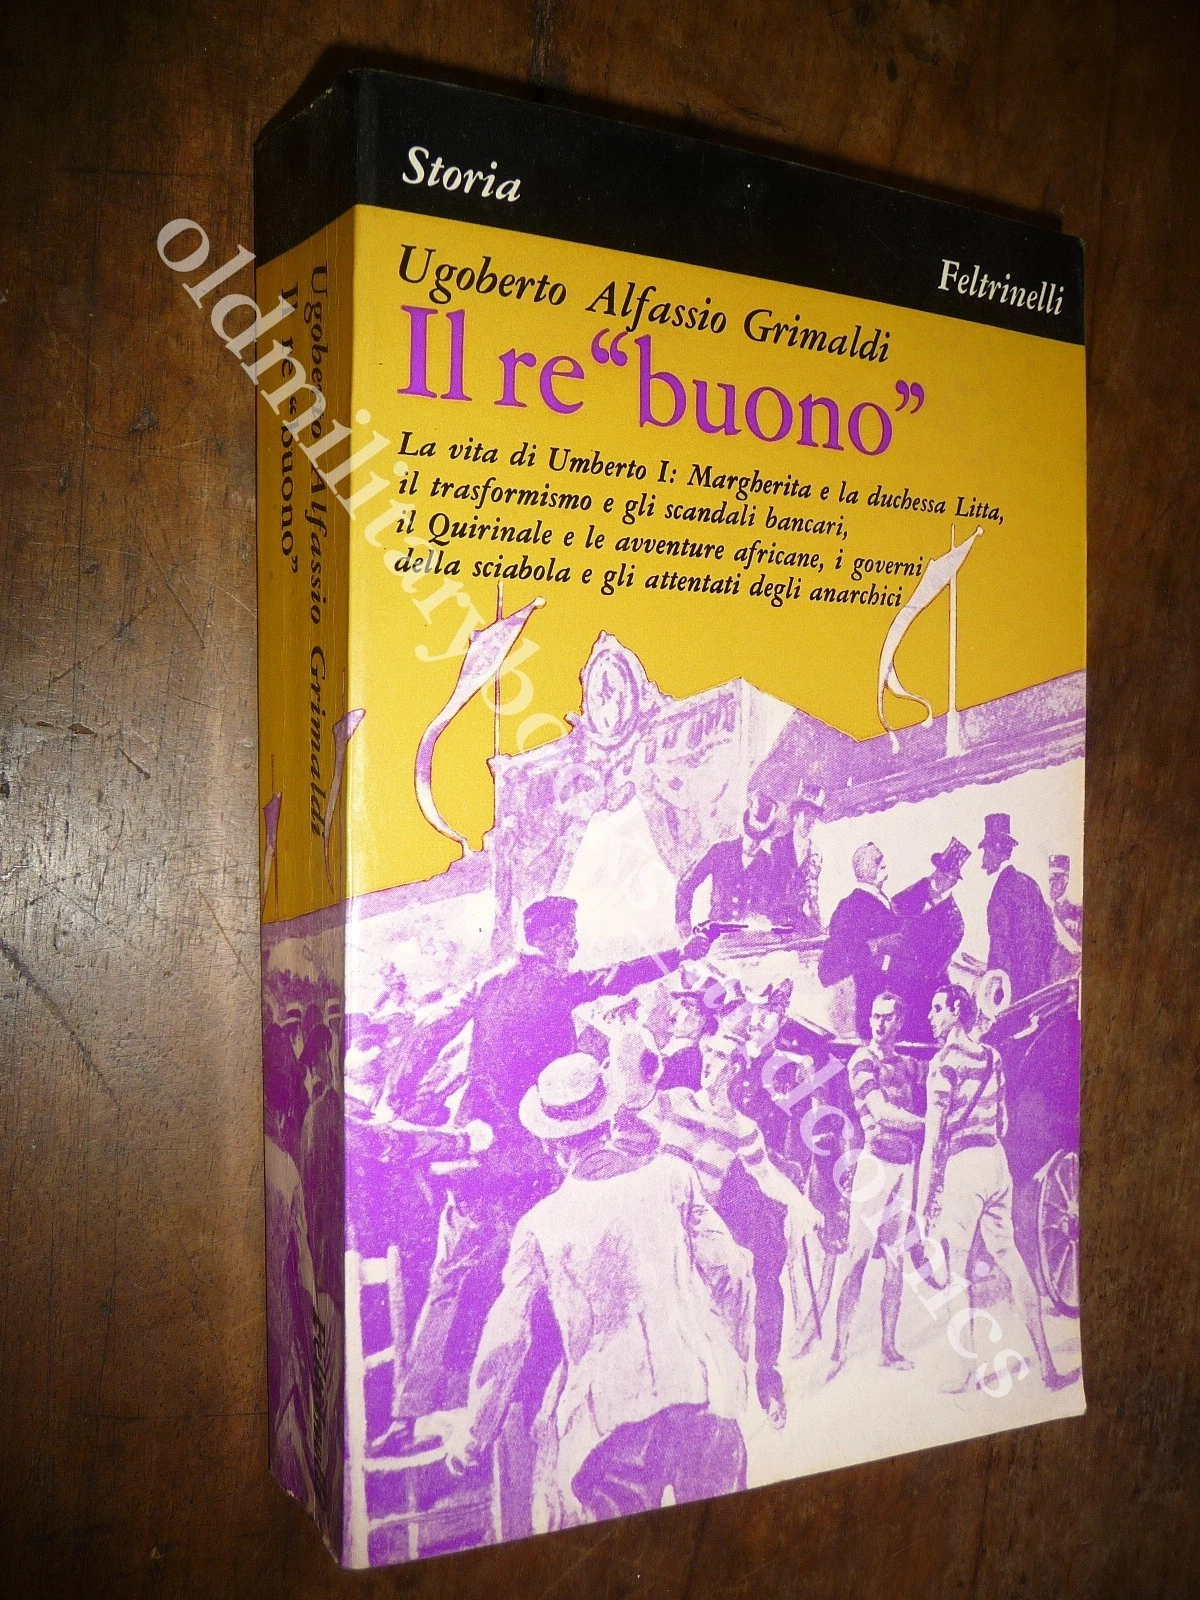 Storia
Feltrinelli
Ugoberto Alfassio Grimaldi
Il re “buono”
La vita di Umberto I: Margherita e la duchessa Litta,
il trasformismo e gli scandali bancari,
il Quirinale e le avventure africane, i governi
della sciabola e gli attentati degli anarchici
Ugoberto Alfassio Grimaldi
Il re «buono»
Feltrinelli
oldmilitarybooksandcomics